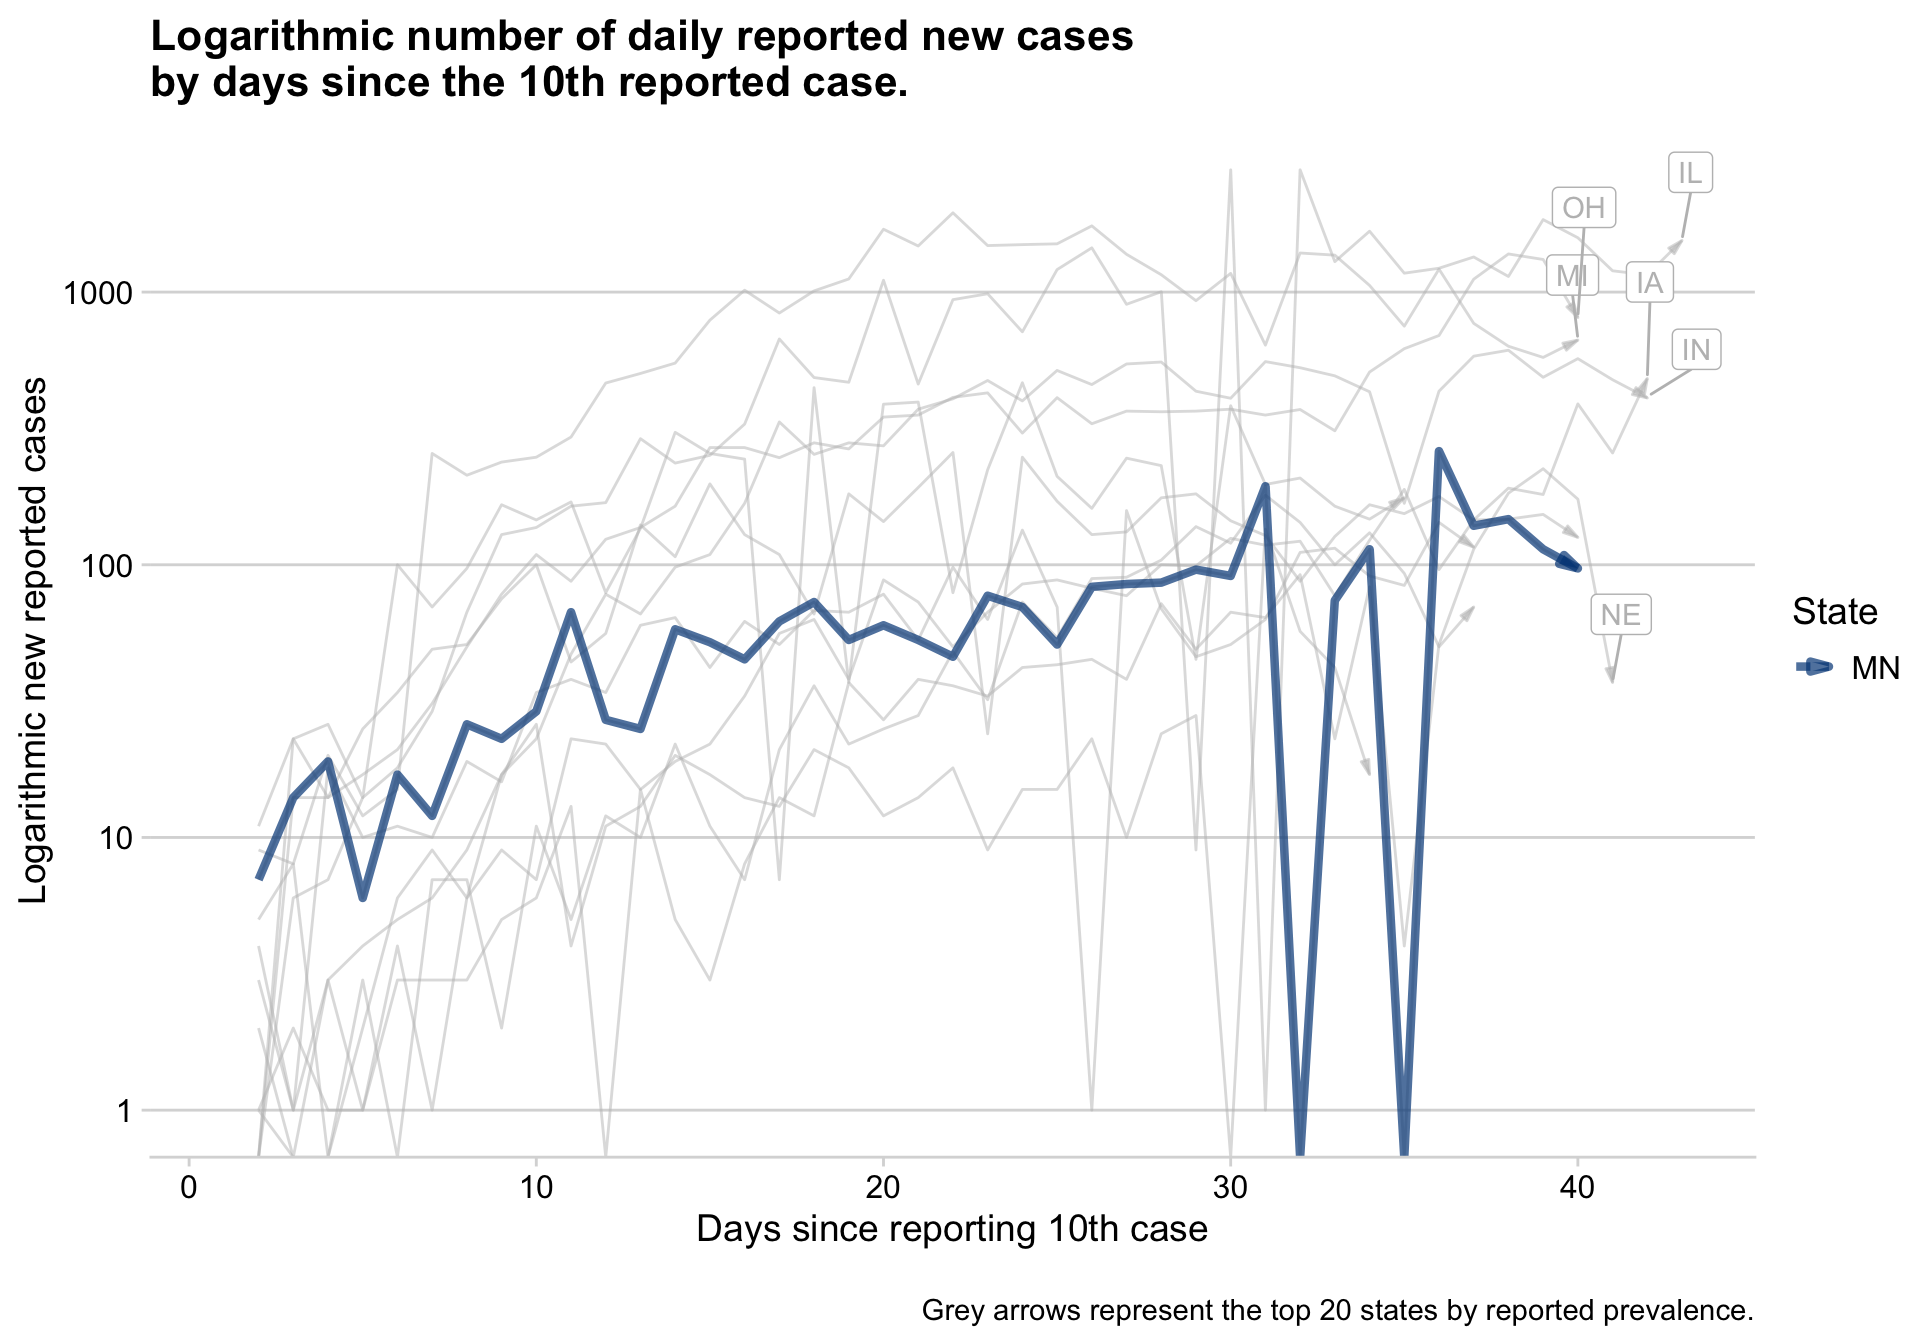 Logarithmic number of daily reported new cases
by days since the 10th reported case.
IL
OH
MI
IA
IN
NE
1000
100
10
1
Logarithmic new reported cases
0
10
20
30
40
Days since reporting 10th case
State
MN
Grey arrows represent the top 20 states by reported prevalence.